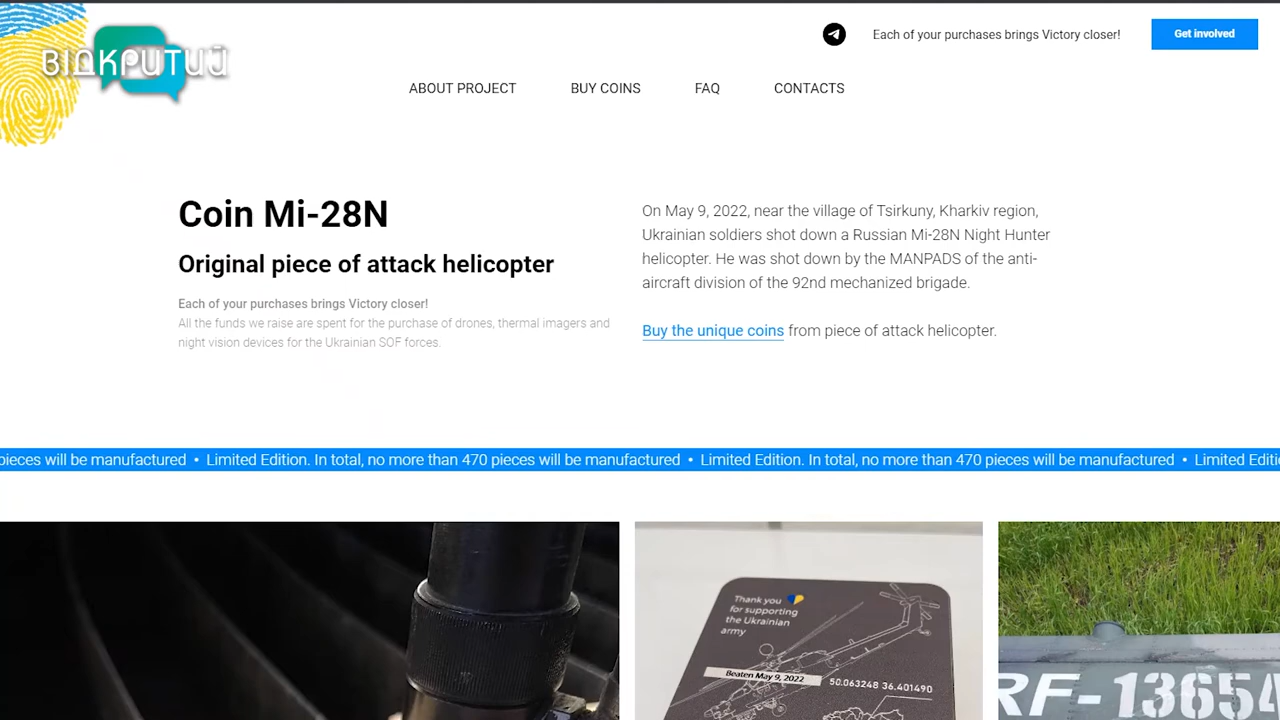 ВІДКРИТИЙ
Each of your purchases brings Victory closer!
Get involved
ABOUT PROJECT
BUY COINS
FAQ
CONTACTS
Coin Mi-28N
Original piece of attack helicopter
Each of your purchases brings Victory closer!
All the funds we raise are spent for the purchase of drones, thermal imagers and
night vision devices for the Ukrainian SOF forces.
On May 9, 2022, near the village of Tsirkuny, Kharkiv region,
Ukrainian soldiers shot down a Russian Mi-28N Night Hunter
helicopter. He was shot down by the MANPADS of the anti-
aircraft division of the 92nd mechanized brigade.
Buy the unique coins from piece of attack helicopter.
pieces will be manufactured • Limited Edition. In total, no more than 470 pieces will be manufactured • Limited Edition. In total, no more than 470 pieces will be manufactured • Limited Editi
Thank you
for supporting
the Ukrainian
army
Beaten May 9, 2022
50.063248 36.401490
RF-13654